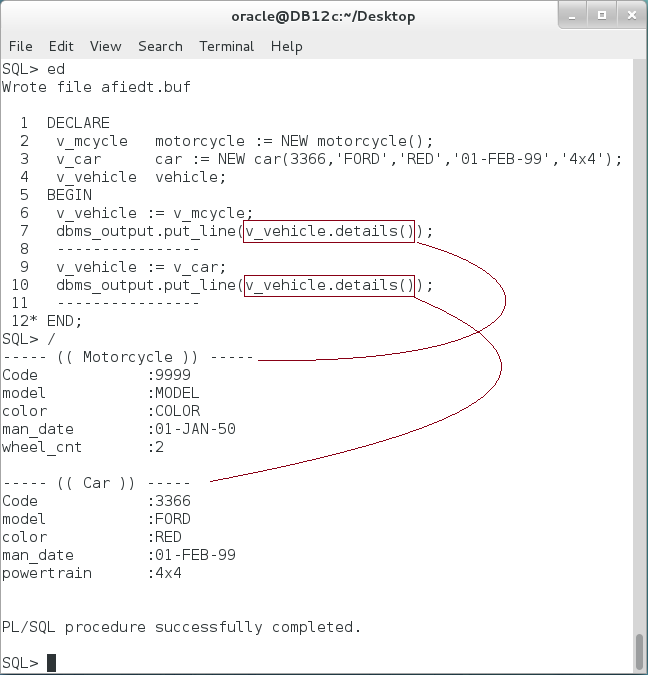 oracle@DB12c:~/Desktop
File Edit View Search Terminal Help
SQL> ed
Wrote file afiedt.buf
1 DECLARE
2 v_mcycle motorcycle := NEW motorcycle();
3 v_car car := NEW car(3366,'FORD','RED','01-FEB-99','4x4');
4 v_vehicle vehicle;
5 BEGIN
6 v_vehicle := v_mcycle;
7 dbms_output.put_line(v_vehicle.details());
8 ----------------
9 v_vehicle := v_car;
10 dbms_output.put_line(v_vehicle.details());
11 ----------------
12* END;
SQL> /
----- (( Motorcycle )) -----
Code :9999
model :MODEL
color :COLOR
man_date :01-JAN-50
wheel_cnt :2
----- (( Car )) -----
Code :3366
model :FORD
color :RED
man_date :01-FEB-99
powertrain :4x4
PL/SQL procedure successfully completed.
SQL>